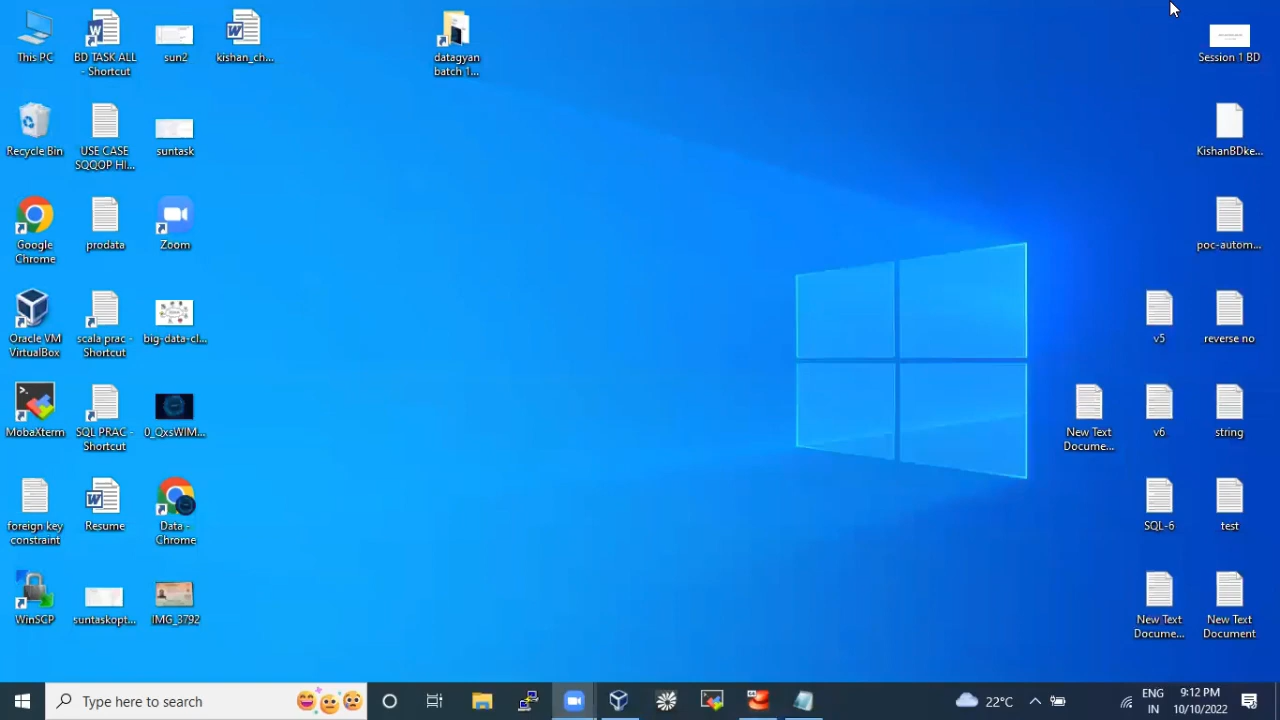 This PC
BD TASK ALL
- Shortcut
sun2
kishan_ch...
datagyan
batch 1...
Session 1 BD
Recycle Bin
USE CASE
SQQOP HI...
suntask
KishanBDke...
Google
Chrome
prodata
Zoom
poc-autom...
Oracle VM
VirtualBox
scala prac -
Shortcut
big-data-cl...
v5
reverse no
MobaXterm
SQL PRAC -
Shortcut
0_QxsWIM...
New Text
Docume...
v6
string
foreign key
constraint
Resume
Data -
Chrome
SQL-6
test
WinSCP
suntaskopt...
IMG_3792
New Text
Docume...
New Text
Document
Type here to search
22°C
ENG
IN
9:12 PM
10/10/2022